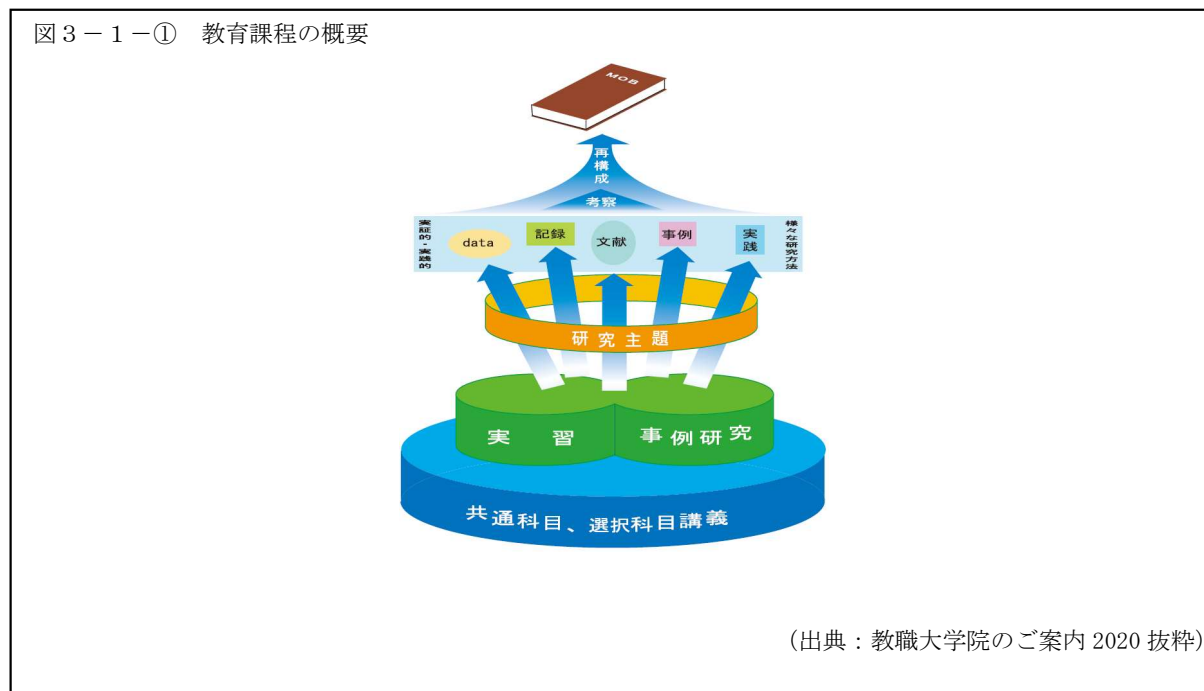 図3-1-① 教育課程の概要
MOB
再構成
考察
実証的・実践的
data
記録
文献
事例
実践
様々な研究方法
研究主題
実 習
事例研究
共通科目、選択科目講義
(出典:教職大学院のご案内 2020 抜粋)